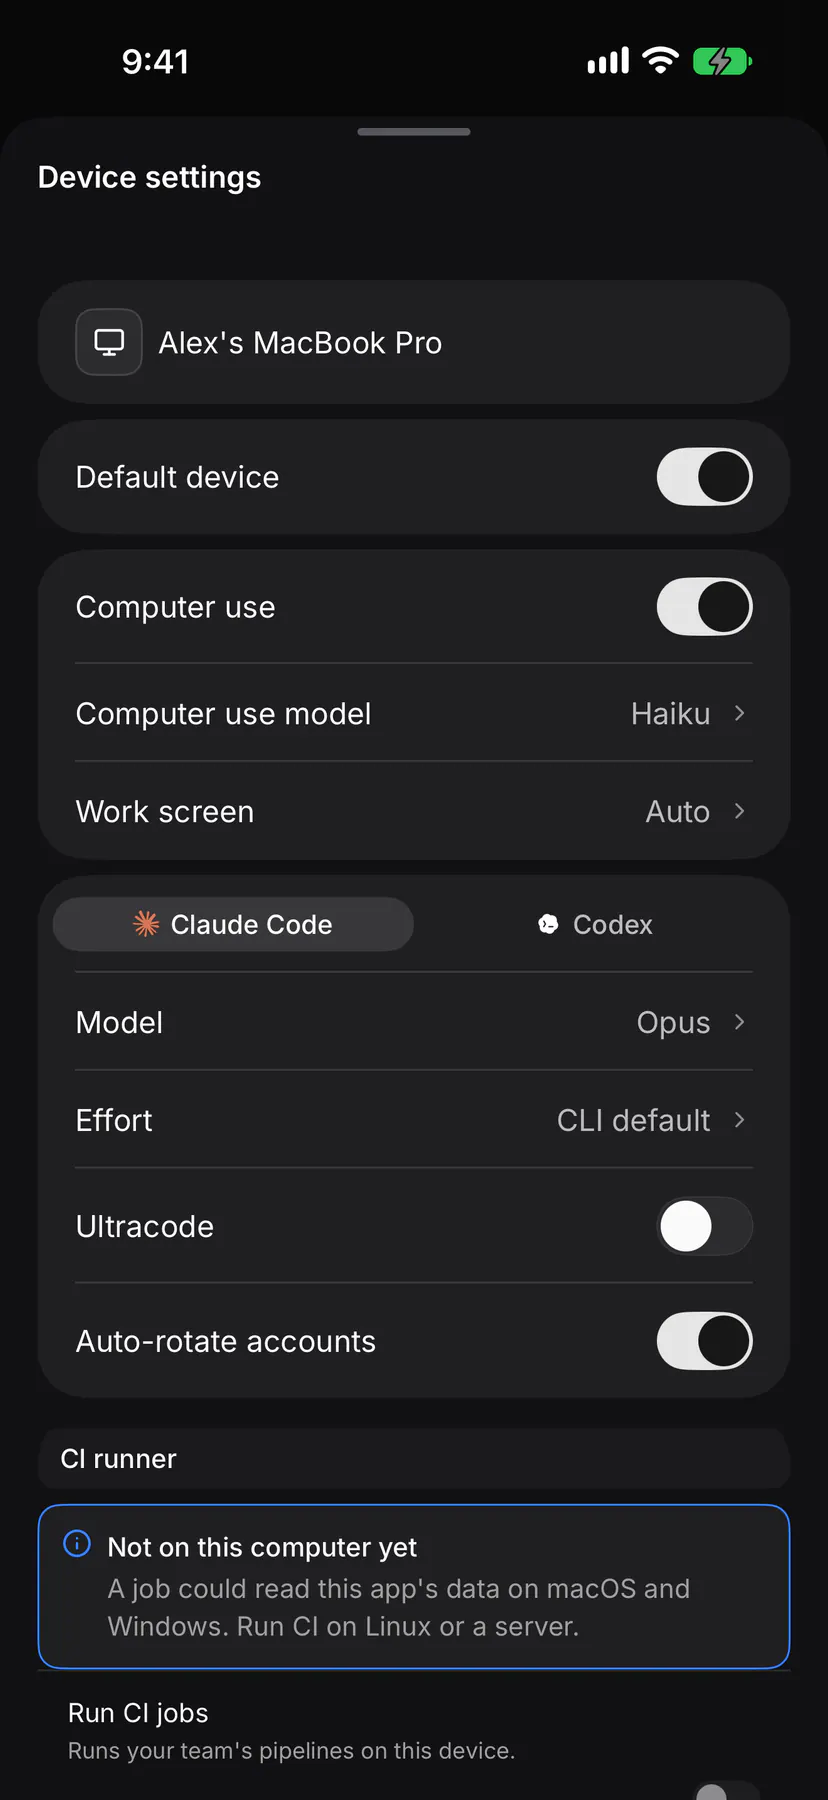 9:41
Device settings
Alex's MacBook Pro
Default device
Computer use
Computer use model
Haiku
Work screen
Auto
Claude Code
Codex
Model
Opus
Effort
CLI default
Ultracode
Auto-rotate accounts
CI runner
Not on this computer yet
A job could read this app's data on macOS and
Windows. Run CI on Linux or a server.
Run CI jobs
Runs your team's pipelines on this device.